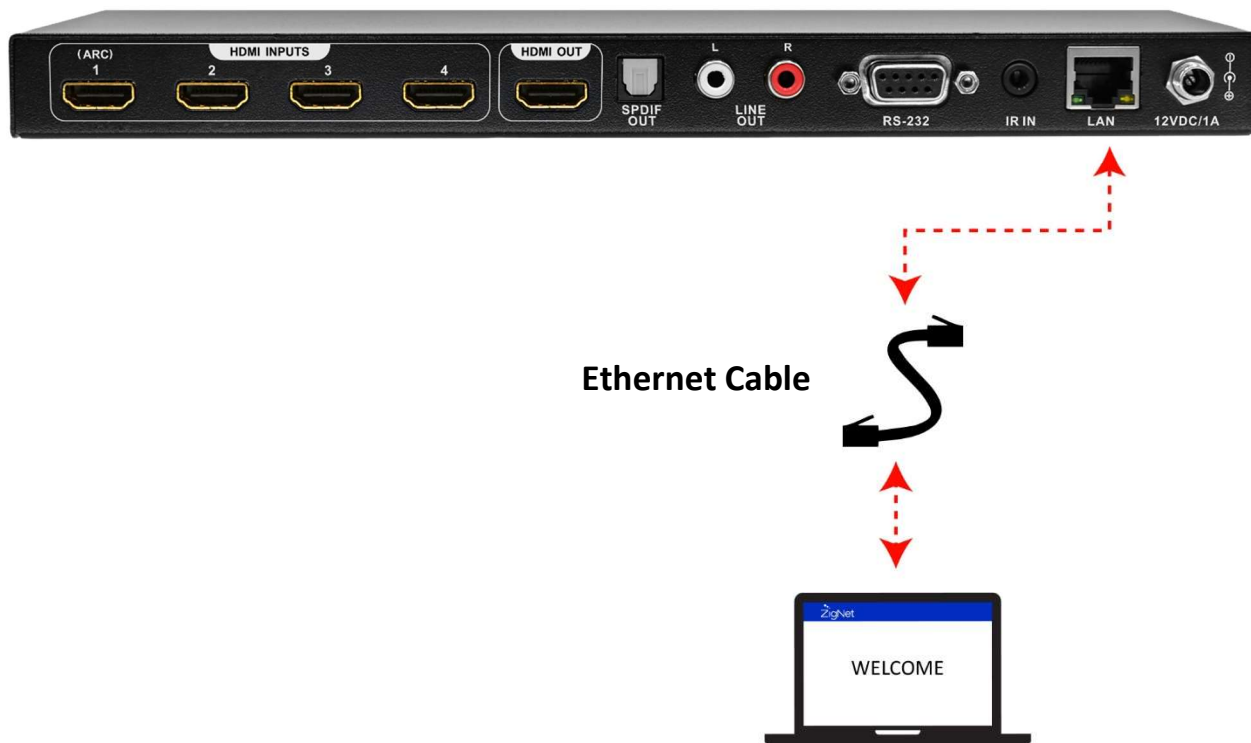 (ARC)
HDMI INPUTS
1
2
3
4
HDMI OUT
SPDIF
OUT
L
R
LINE
OUT
RS-232
IR IN
LAN
12VDC/1A
Ethernet Cable
ZigNet
WELCOME